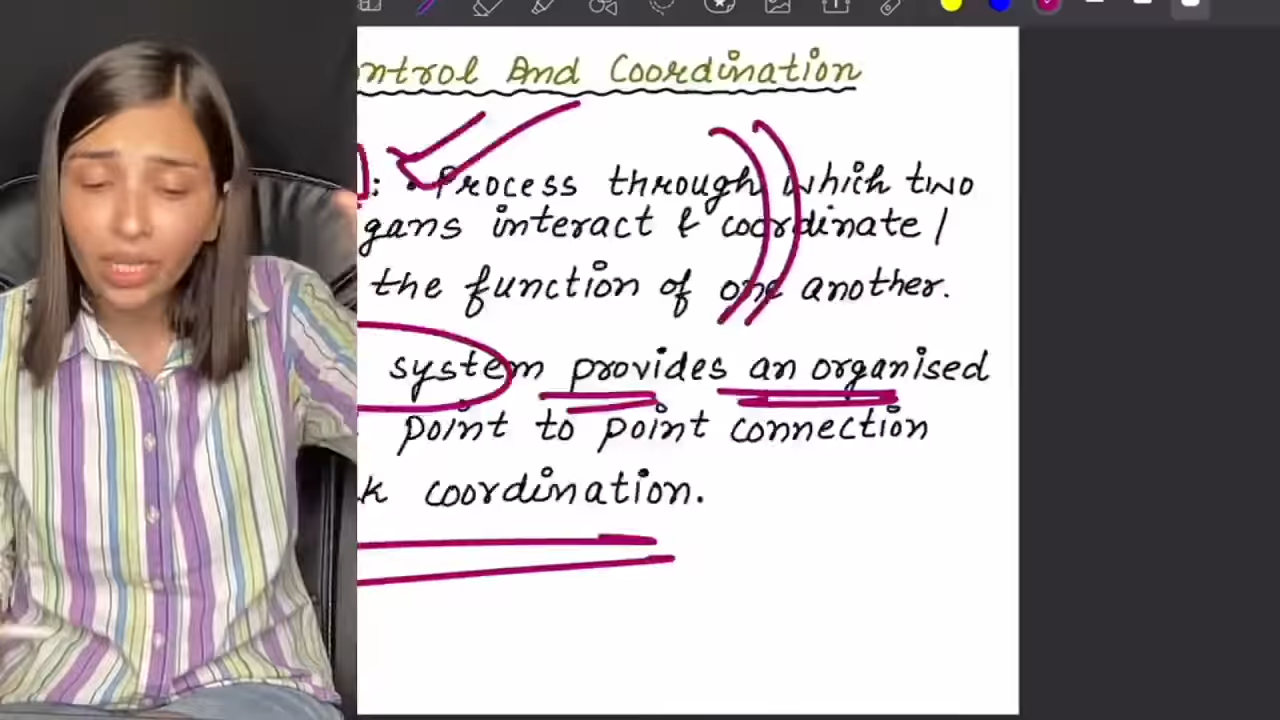 ntrol And Coordination
: • Process through which two
gans interact & coordinate /
the function of one another.
system provides an organised
point to point connection
k coordination.